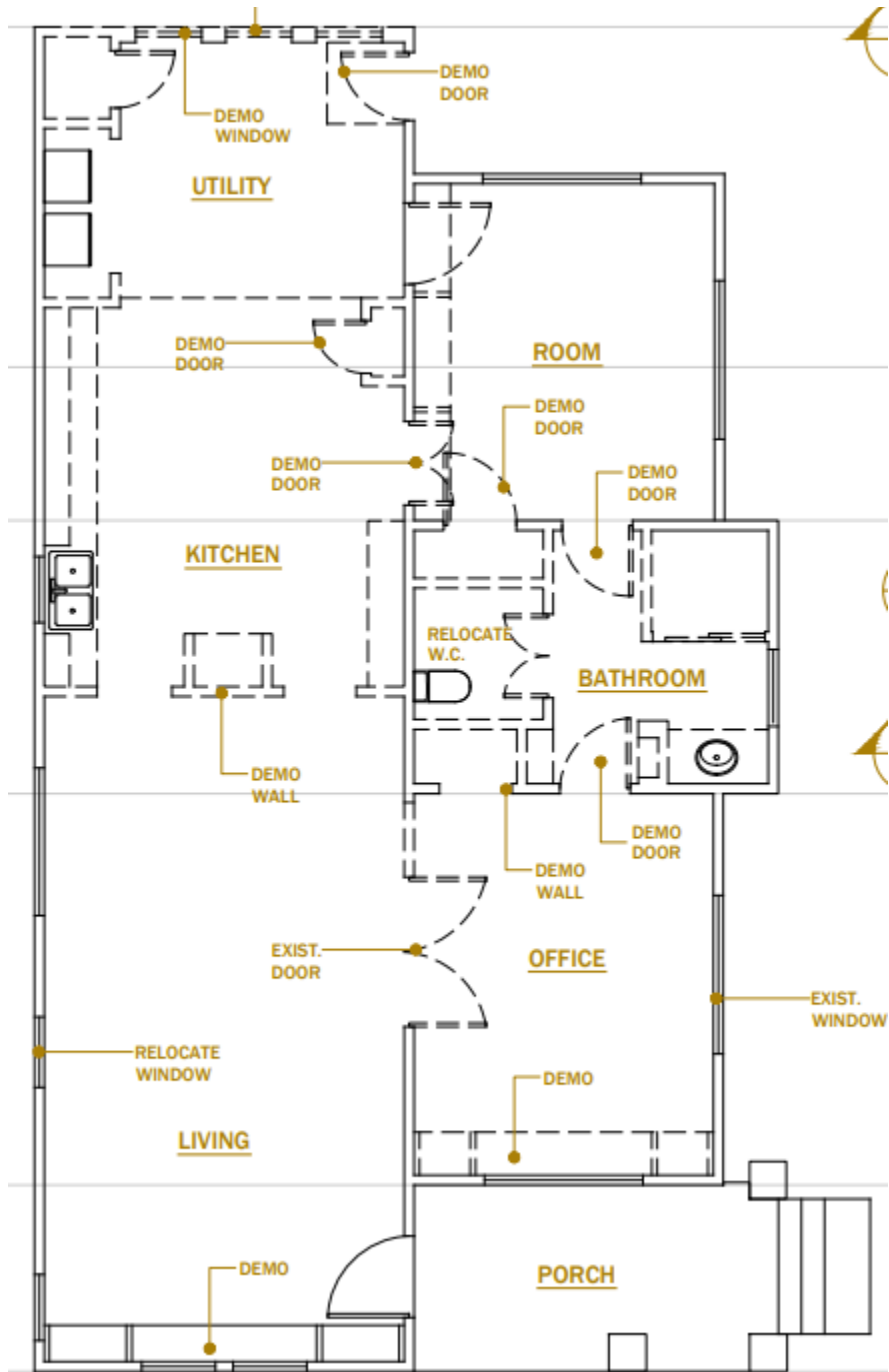 DEMO
DOOR
DEMO
WINDOW
UTILITY
DEMO
DOOR
ROOM
DEMO
DOOR
DEMO
DOOR
DEMO
DOOR
KITCHEN
RELOCATE
W.C.
BATHROOM
DEMO
WALL
DEMO
DOOR
DEMO
WALL
EXIST.
DOOR
OFFICE
EXIST.
WINDOW
RELOCATE
WINDOW
DEMO
LIVING
DEMO
PORCH